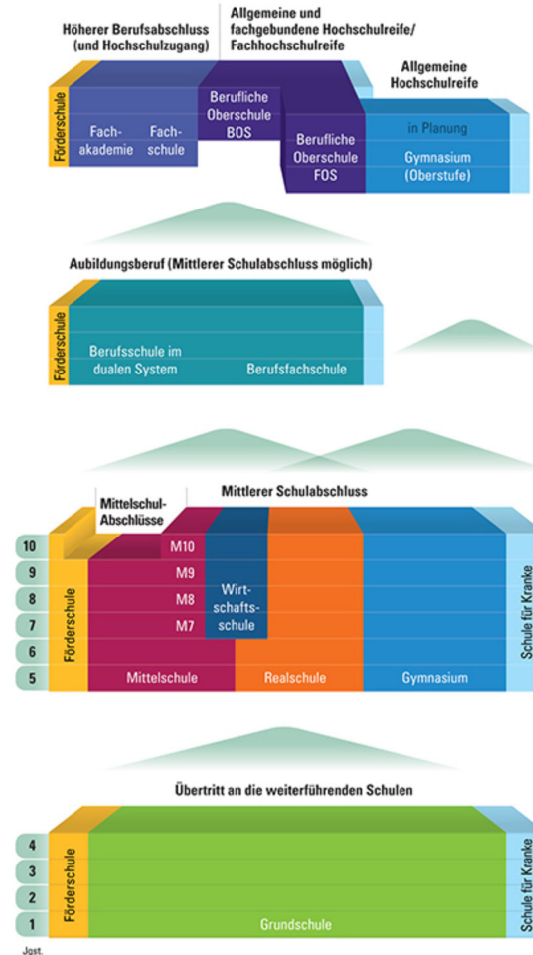 Allgemeine und
fachgebundene Hochschulreife/
Fachhochschulreife
Höherer Berufsabschluss
(und Hochschulzugang)
Allgemeine
Hochschulreife
Förderschule
Fach-
akademie
Fach-
schule
Berufliche
Oberschule
BOS
Berufliche
Oberschule
FOS
in Planung
Gymnasium
(Oberstufe)
Aubildungsberuf (Mittlerer Schulabschluss möglich)
Förderschule
Berufsschule im
dualen System
Berufsfachschule
Mittelschul-
Abschlüsse
Mittlerer Schulabschluss
10
9
8
7
6
5
Förderschule
M10
M9
M8
M7
Wirt-
schafts-
schule
Mittelschule
Realschule
Gymnasium
Schule für Kranke
Übertritt an die weiterführenden Schulen
4
3
2
1
Förderschule
Grundschule
Schule für Kranke
Jgst.